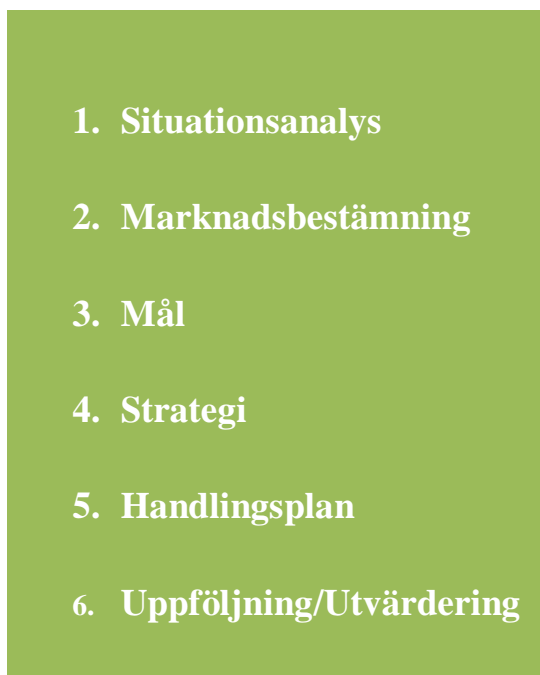 1. Situationsanalys
2. Marknadsbestämning
3. Mål
4. Strategi
5. Handlingsplan
6. Uppföljning/Utvärdering